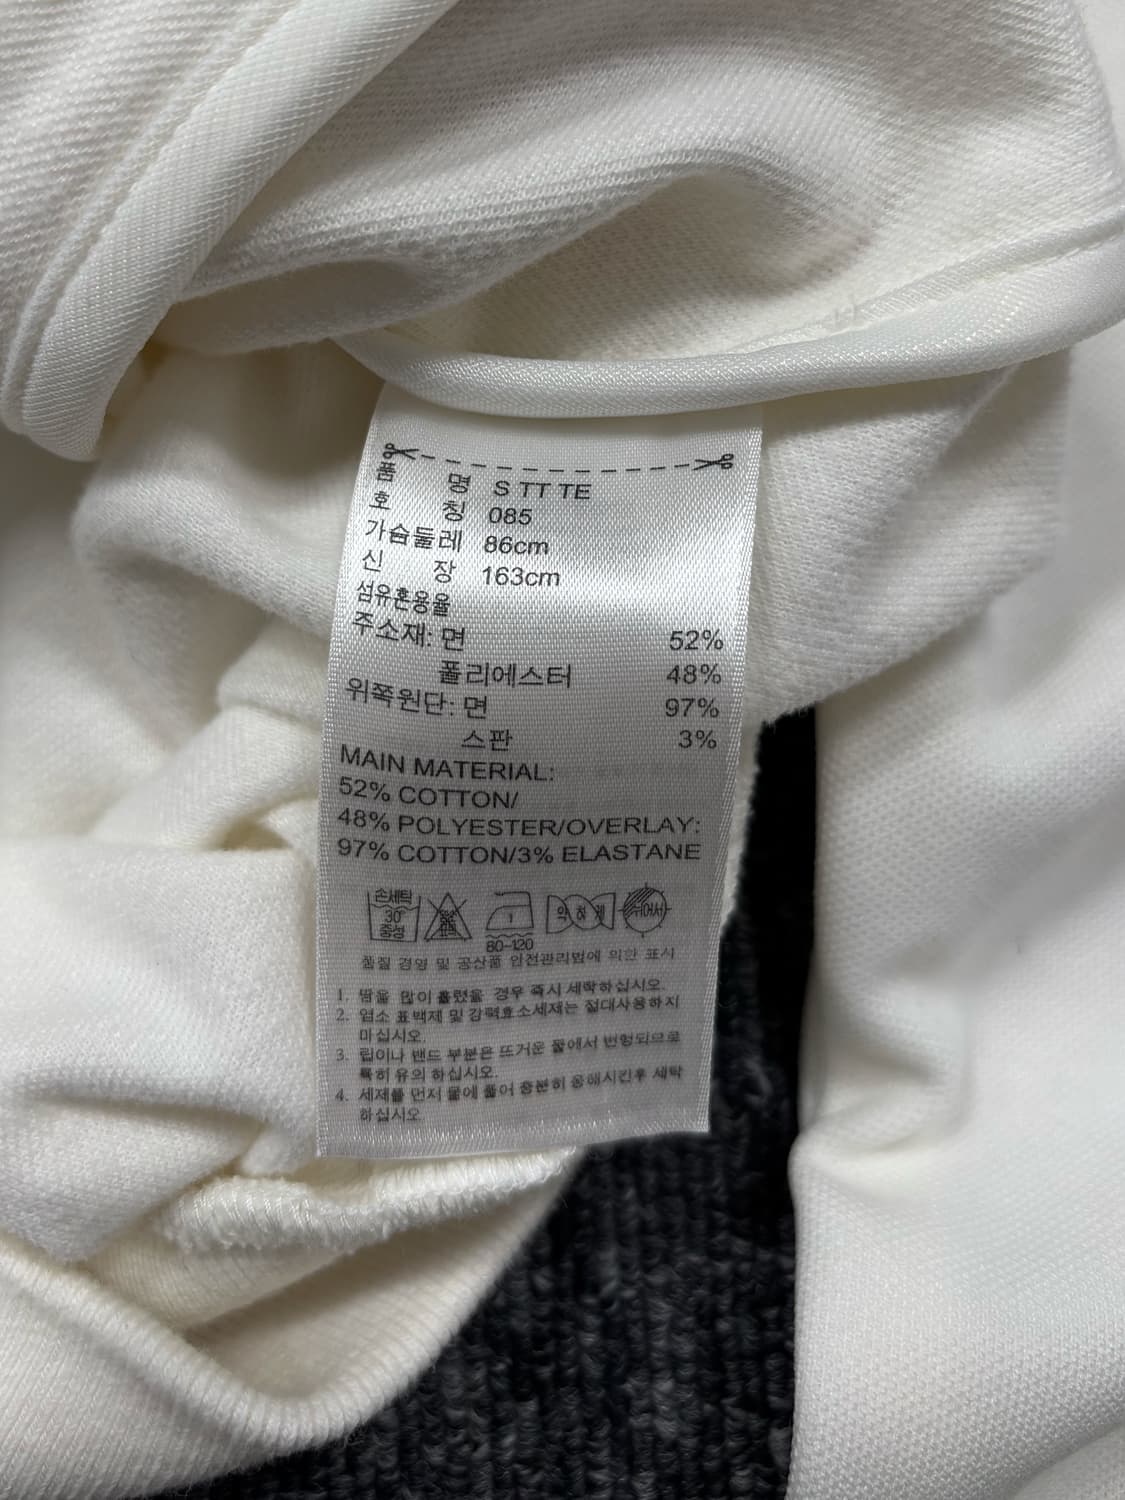 품 명 S TT TE
호 칭 085
가슴둘레 86cm
신 장 163cm
섬유혼용율
주소재: 면 52%
폴리에스터 48%
위쪽원단: 면 97%
스판 3%
MAIN MATERIAL:
52% COTTON/
48% POLYESTER/OVERLAY:
97% COTTON/3% ELASTANE
손세탁
30°
중성
1
80-120
약하게
뉘어서
품질 경영 및 공산품 안전관리법에 의한 표시
1. 땀을 많이 흘렸을 경우 즉시 세탁하십시오.
2. 염소 표백제 및 강력효소세제는 절대사용하지
마십시오.
3. 립이나 밴드 부분은 뜨거운 물에서 변형되므로
특히 유의 하십시오.
4. 세제를 먼저 물에 풀어 충분히 용해시킨후 세탁
하십시오.